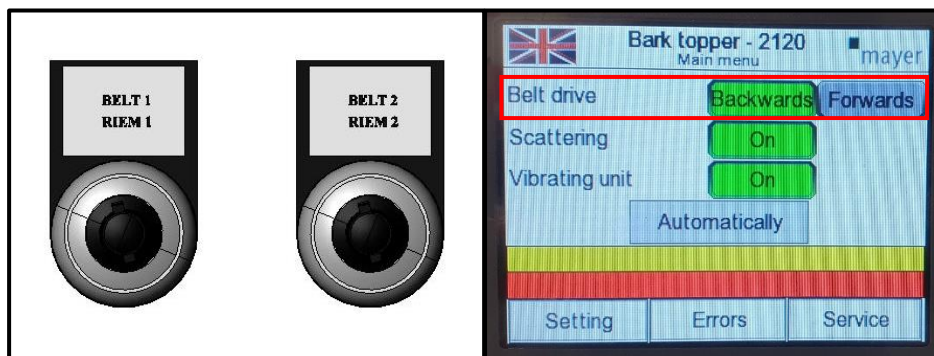 BELT 1
RIEM 1
BELT 2
RIEM 2
Bark topper - 2120
Main menu
mayer
Belt drive
Backwards
Forwards
Scattering
On
Vibrating unit
On
Automatically
Setting
Errors
Service